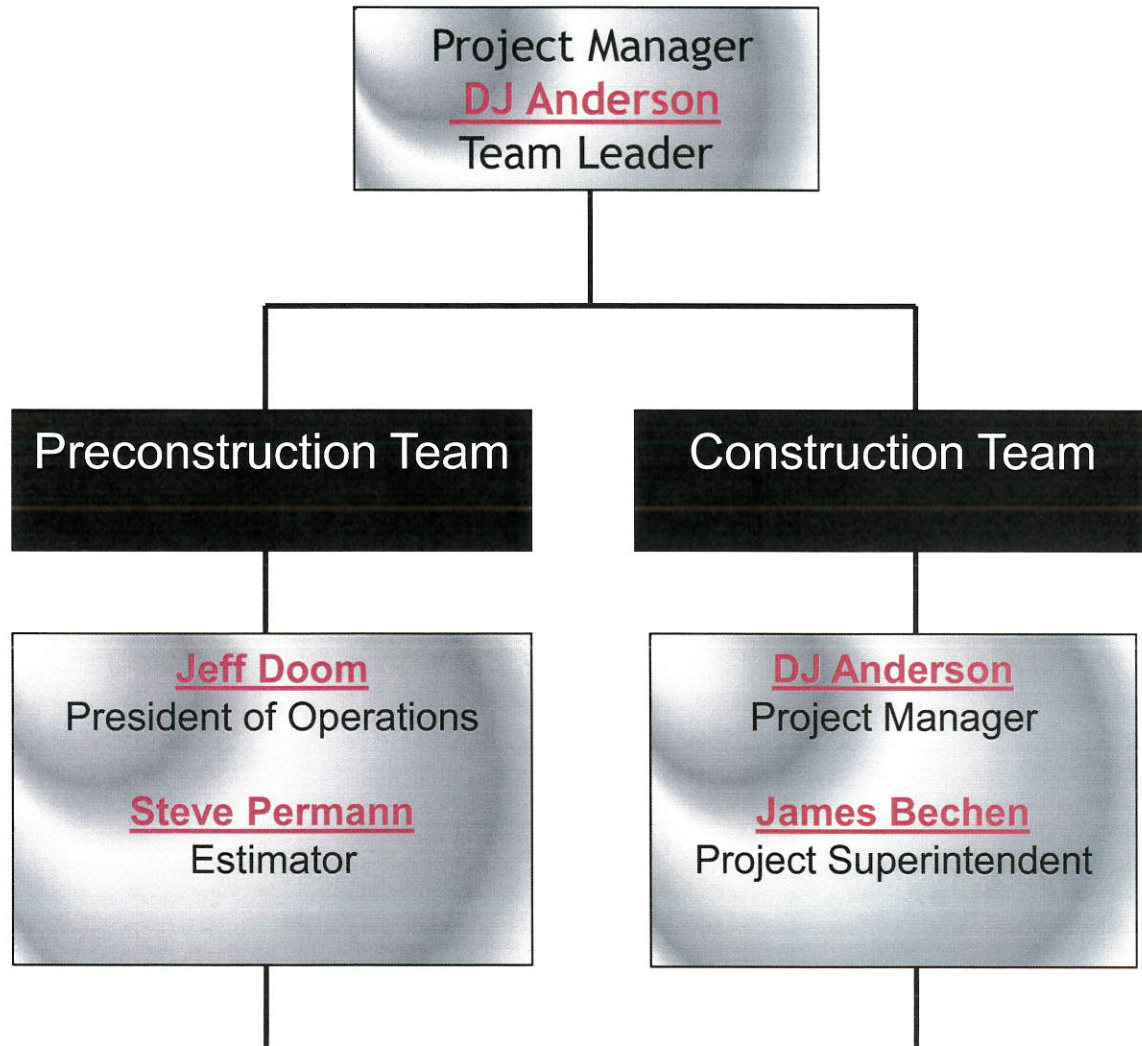 Project Manager
DJ Anderson
Team Leader
Preconstruction Team
Construction Team
Jeff Doom
President of Operations
Steve Permann
Estimator
DJ Anderson
Project Manager
James Bechen
Project Superintendent